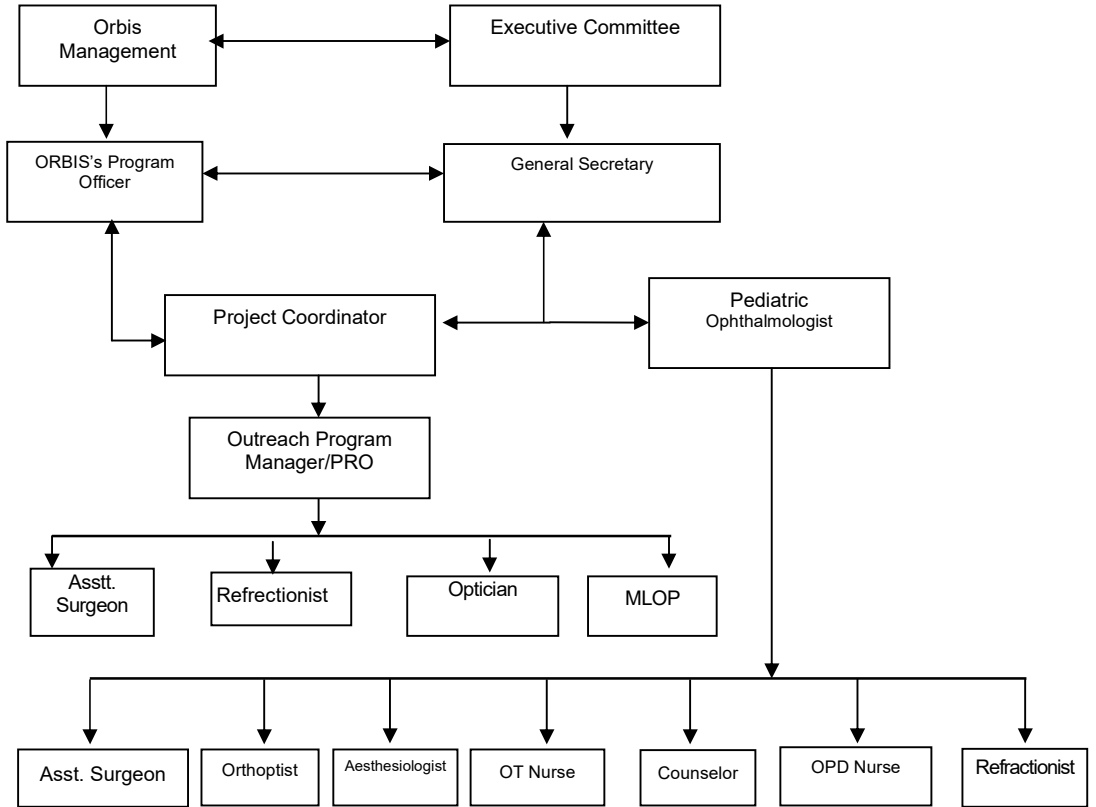 Orbis
Management
Executive Committee
ORBIS's Program
Officer
General Secretary
Project Coordinator
Pediatric
Ophthalmologist
Outreach Program
Manager/PRO
Asstt.
Surgeon
Refrectionist
Optician
MLOP
Asst. Surgeon
Orthoptist
Aesthesiologist
OT Nurse
Counselor
OPD Nurse
Refractionist